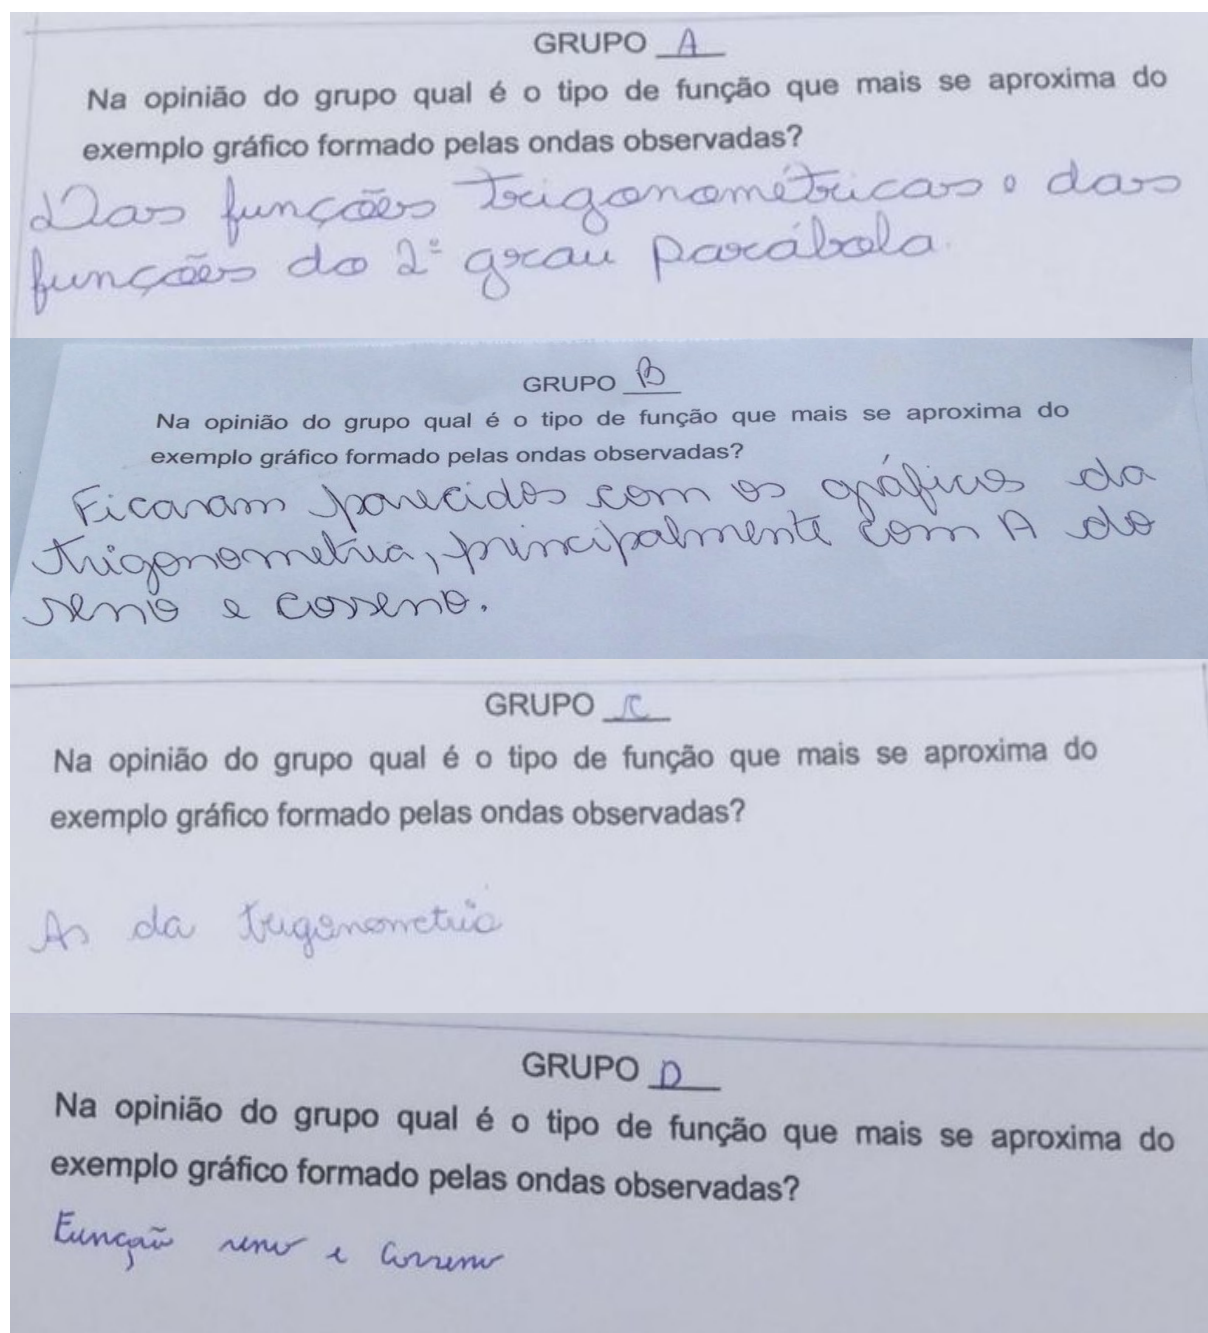 GRUPO A
Na opinião do grupo qual é o tipo de função que mais se aproxima do
exemplo gráfico formado pelas ondas observadas?
Das funções trigonométricas e das
funções do 2º grau parábola.
GRUPO B
Na opinião do grupo qual é o tipo de função que mais se aproxima do
exemplo gráfico formado pelas ondas observadas?
Ficaram parecidos com os gráficos da
trigonometria, principalmente com A do
seno e cosseno.
GRUPO C
Na opinião do grupo qual é o tipo de função que mais se aproxima do
exemplo gráfico formado pelas ondas observadas?
As da trigonometria
GRUPO D
Na opinião do grupo qual é o tipo de função que mais se aproxima do
exemplo gráfico formado pelas ondas observadas?
Função seno e cosseno